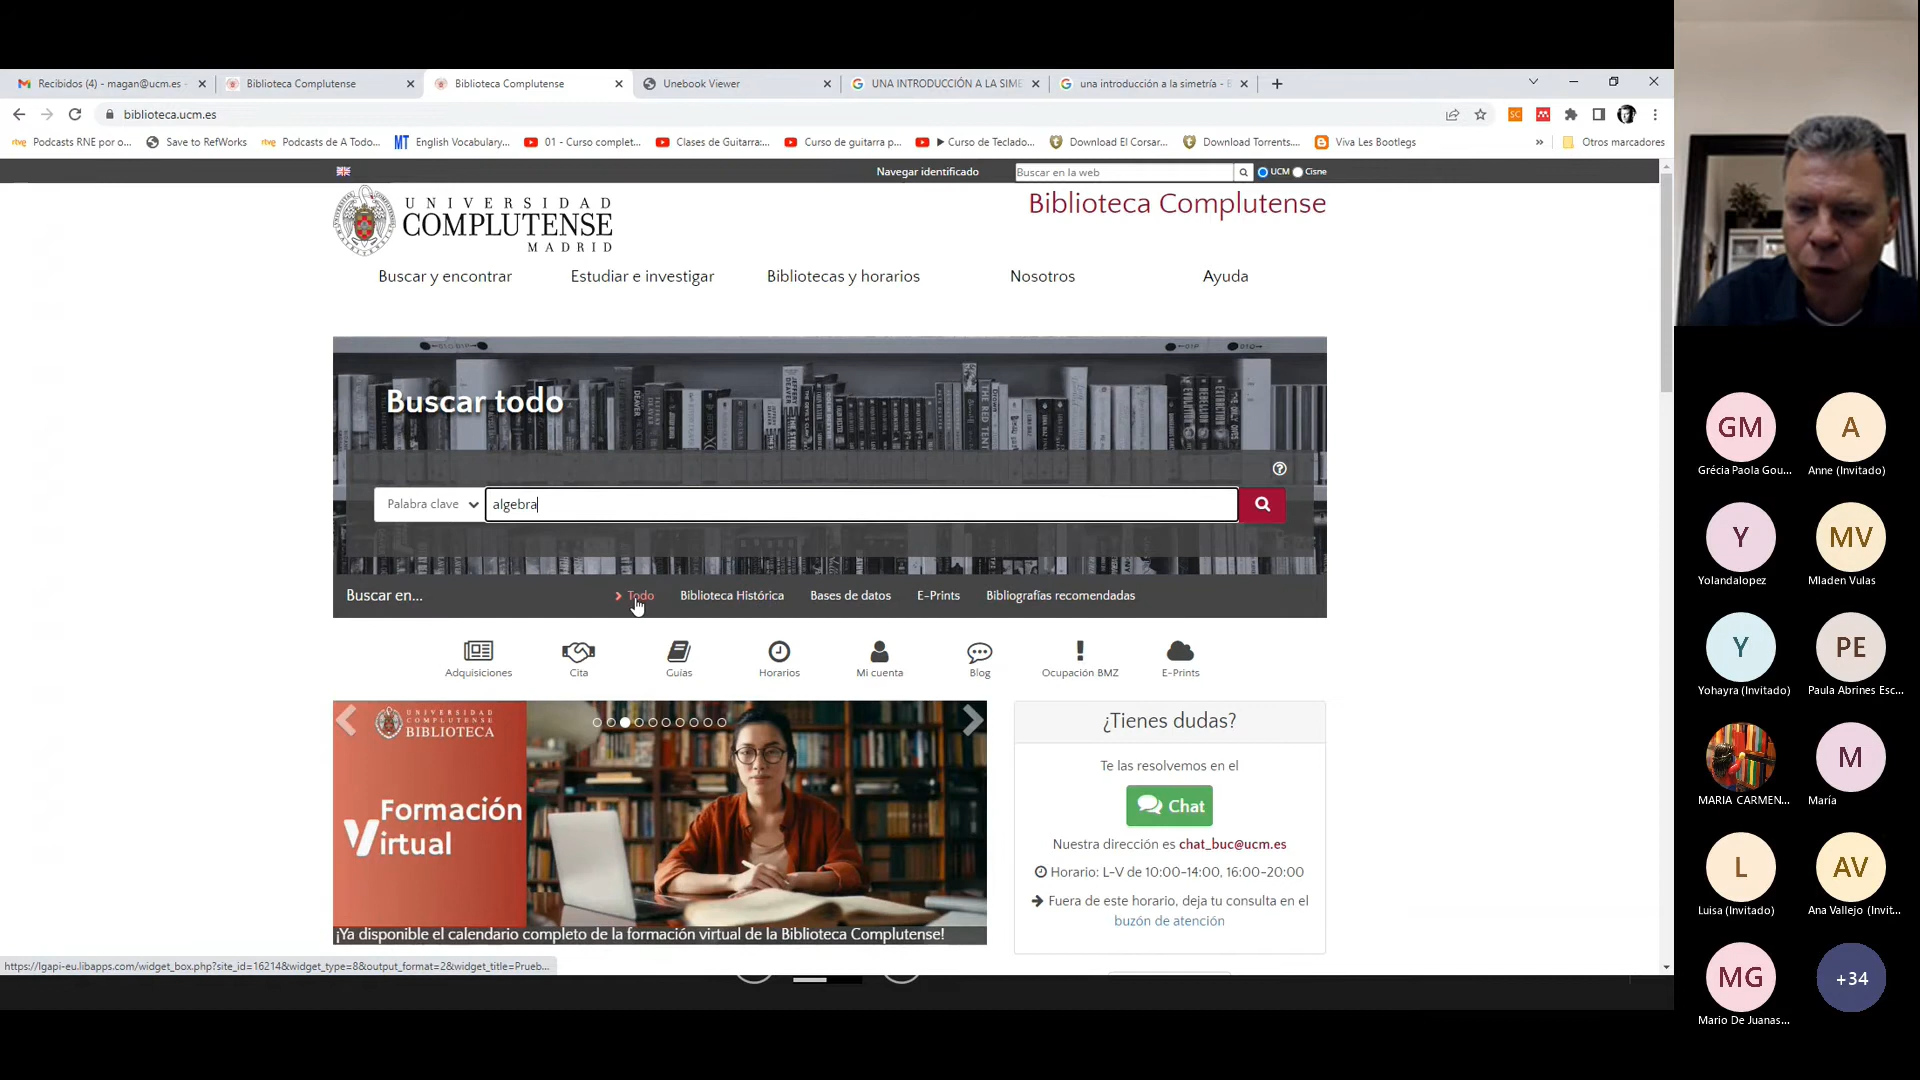 Recibidos (4) - magan@ucm.es -
Biblioteca Complutense
Biblioteca Complutense
Unebook Viewer
UNA INTRODUCCIÓN A LA SIME
una introducción a la simetría - B
biblioteca.ucm.es
Podcasts RNE por o...
Save to RefWorks
Podcasts de A Todo...
English Vocabulary...
01 - Curso complet...
Clases de Guitarra:...
Curso de guitarra p...
Curso de Teclado...
Download El Corsar...
Download Torrents....
Viva Les Bootlegs
Otros marcadores
Navegar identificado
Buscar en la web
UCM
Cisne
UNIVERSIDAD
COMPLUTENSE
MADRID
Biblioteca Complutense
Buscar y encontrar
Estudiar e investigar
Bibliotecas y horarios
Nosotros
Ayuda
Buscar todo
Palabra clave
algebra
Buscar en...
Todo
Biblioteca Histórica
Bases de datos
E-Prints
Bibliografías recomendadas
Adquisiciones
Cita
Guías
Horarios
Mi cuenta
Blog
Ocupación BMZ
E-Prints
UNIVERSIDAD
COMPLUTENSE
BIBLIOTECA
Formación
Virtual
¡Ya disponible el calendario completo de la formación virtual de la Biblioteca Complutense!
¿Tienes dudas?
Te las resolvemos en el
Chat
Nuestra dirección es chat_buc@ucm.es
Horario: L-V de 10:00-14:00, 16:00-20:00
Fuera de este horario, deja tu consulta en el
buzón de atención
https://lgapi-eu.libapps.com/widget_box.php?site_id=16214&widget_type=8&output_format=2&widget_title=Prueb...
GM
Grécia Paola Gou...
A
Anne (Invitado)
Y
Yolandalopez
MV
Mladen Vulas
Y
Yohayra (Invitado)
PE
Paula Abrines Esc...
MARIA CARMEN...
M
María
L
Luisa (Invitado)
AV
Ana Vallejo (Invit...
MG
Mario De Juanas...
+34